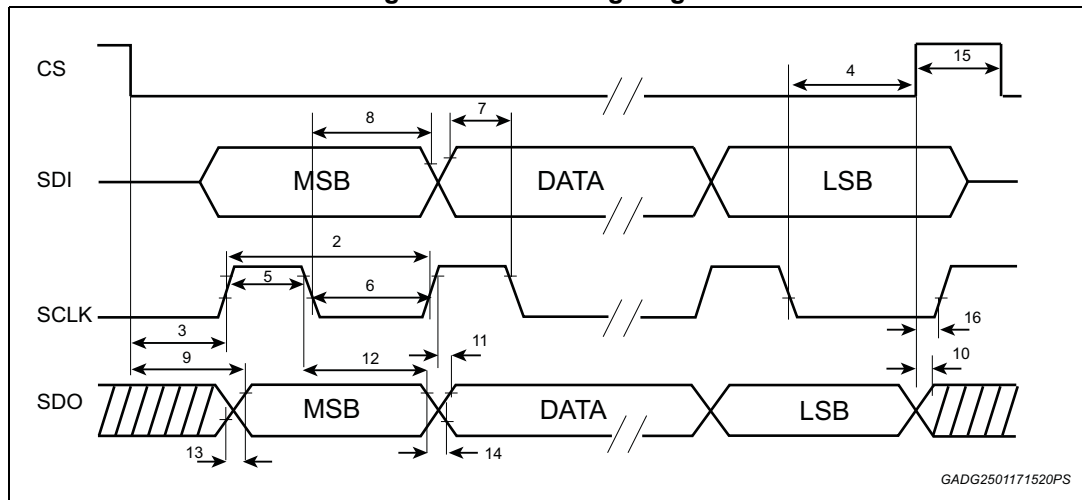 CS
4
15
8
7
SDI
MSB
DATA
LSB
2
5
6
SCLK
3
16
9
12
11
10
SDO
MSB
DATA
LSB
13
14
GADG2501171520PS